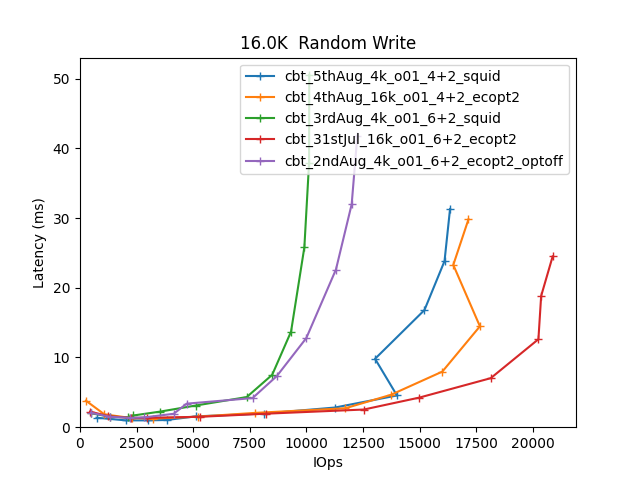 16.0K  Random Write
50
40
30
20
10
0
Latency (ms)
cbt_5thAug_4k_o01_4+2_squid
cbt_4thAug_16k_o01_4+2_ecopt2
cbt_3rdAug_4k_o01_6+2_squid
cbt_31stJul_16k_o01_6+2_ecopt2
cbt_2ndAug_4k_o01_6+2_ecopt2_optoff
0 2500 5000 7500 10000 12500 15000 17500 20000
IOps